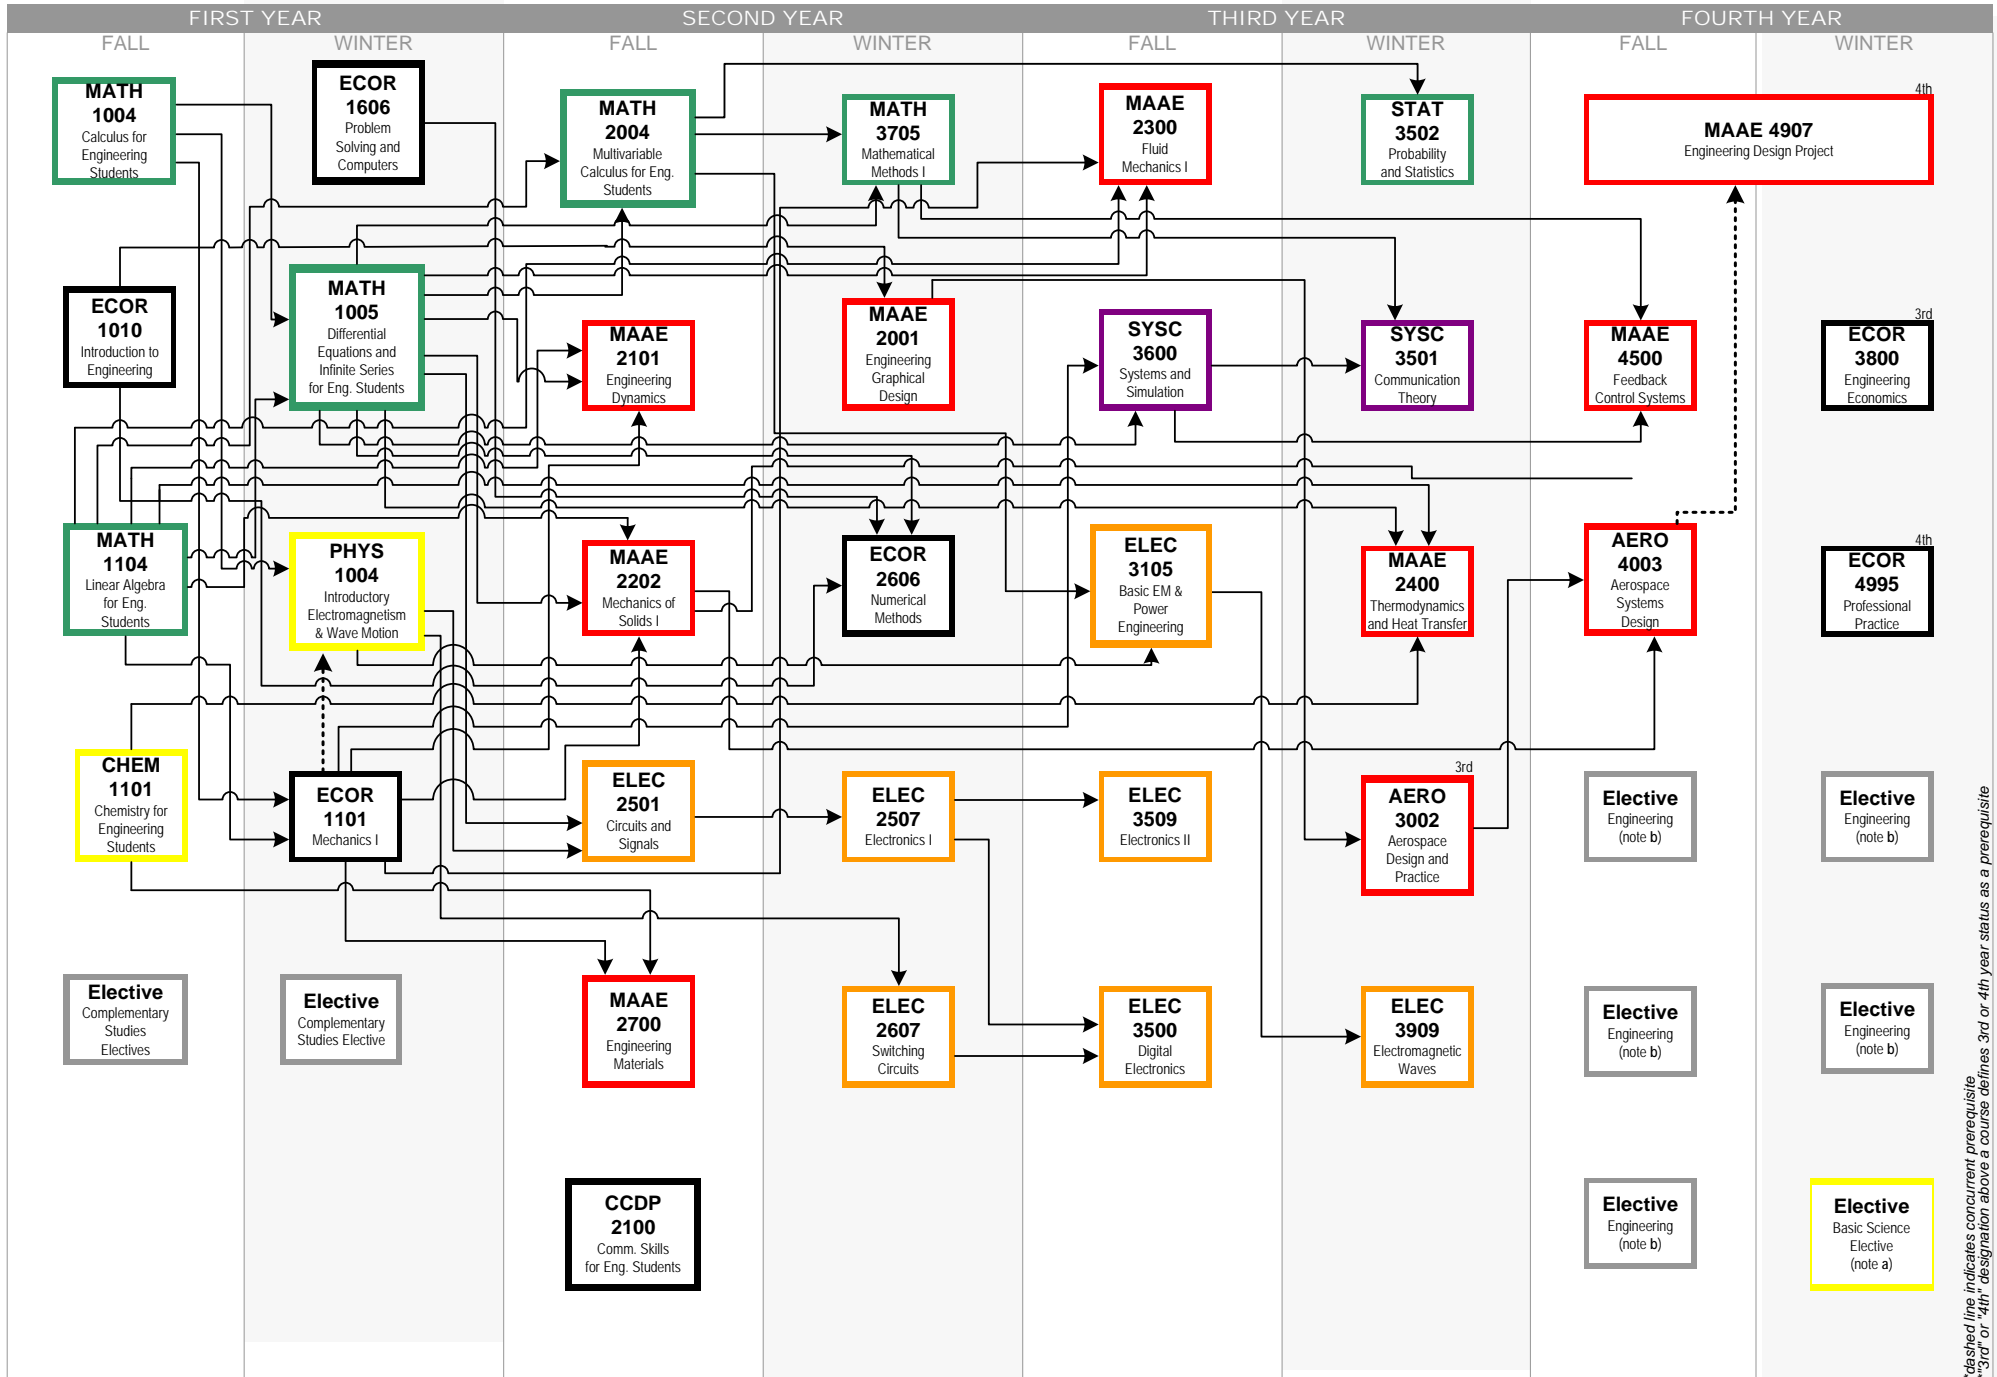 FIRST YEAR
SECOND YEAR
THIRD YEAR
FOURTH YEAR
FALL
WINTER
FALL
WINTER
FALL
WINTER
FALL
WINTER
MATH
1004
Calculus for
Engineering
Students
ECOR
1010
Introduction to
Engineering
MATH
1104
Linear Algebra
for Eng.
Students
CHEM
1101
Chemistry for
Engineering
Students
Elective
Complementary
Studies
Electives
ECOR
1606
Problem
Solving and
Computers
MATH
1005
Differential
Equations and
Infinite Series
for Eng. Students
PHYS
1004
Introductory
Electromagnetism
& Wave Motion
ECOR
1101
Mechanics I
Elective
Complementary
Studies Elective
MATH
2004
Multivariable
Calculus for Eng.
Students
MAAE
2101
Engineering
Dynamics
MAAE
2202
Mechanics of
Solids I
ELEC
2501
Circuits and
Signals
MAAE
2700
Engineering
Materials
CCDP
2100
Comm. Skills
for Eng. Students
MATH
3705
Mathematical
Methods I
MAAE
2001
Engineering
Graphical
Design
ECOR
2606
Numerical
Methods
ELEC
2507
Electronics I
ELEC
2607
Switching
Circuits
MAAE
2300
Fluid
Mechanics I
SYSC
3600
Systems and
Simulation
ELEC
3105
Basic EM &
Power
Engineering
ELEC
3509
Electronics II
ELEC
3500
Digital
Electronics
STAT
3502
Probability
and Statistics
SYSC
3501
Communication
Theory
MAAE
2400
Thermodynamics
and Heat Transfer
3rd
AERO
3002
Aerospace
Design and
Practice
ELEC
3909
Electromagnetic
Waves
4th
MAAE 4907
Engineering Design Project
MAAE
4500
Feedback
Control Systems
AERO
4003
Aerospace
Systems
Design
Elective
Engineering
(note b)
Elective
Engineering
(note b)
Elective
Engineering
(note b)
3rd
ECOR
3800
Engineering
Economics
4th
ECOR
4995
Professional
Practice
Elective
Engineering
(note b)
Elective
Engineering
(note b)
Elective
Basic Science
Elective
(note a)
*dashed line indicates concurrent prerequisite
*"3rd" or "4th" designation above a course defines 3rd or 4th year status as a prerequisite